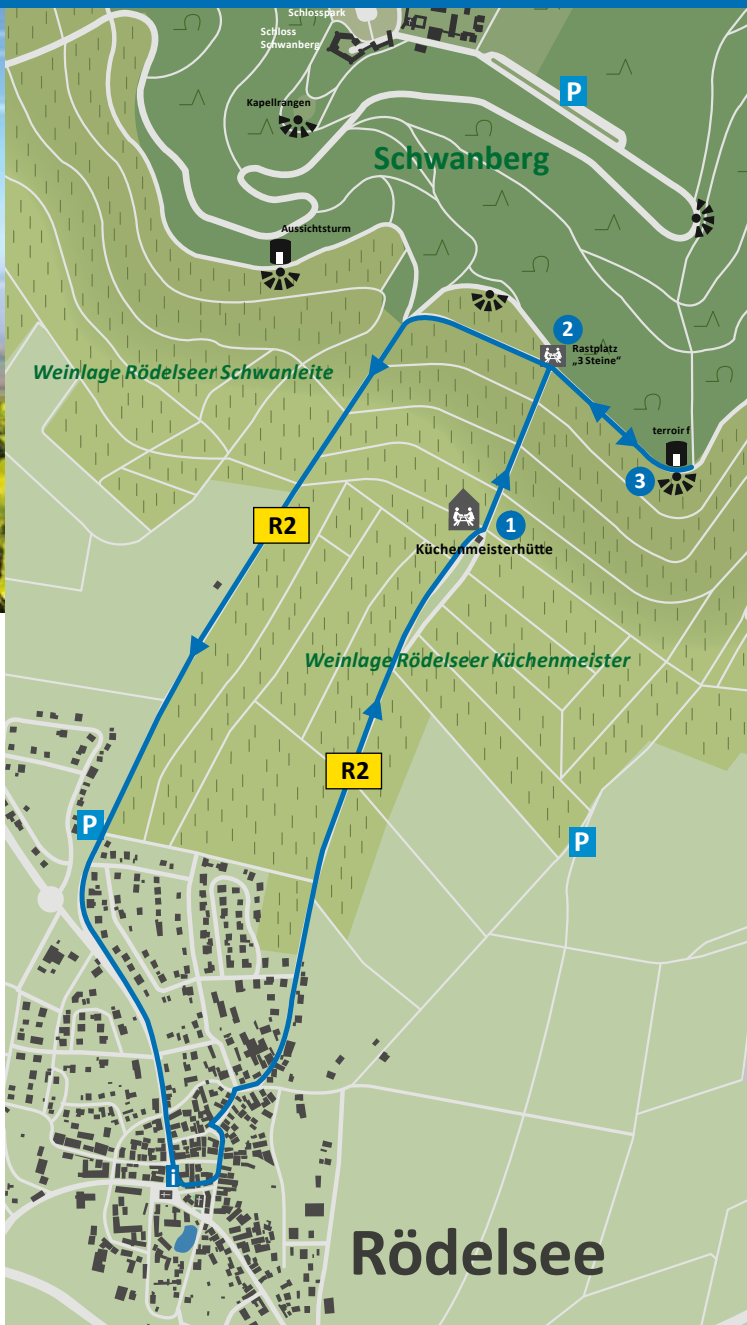 Schlosspark
Schloss
Schwanberg
P
Kapellrangen
Schwanberg
Aussichtsturm
2
Rastplatz
„3 Steine“
Weinlage Rödelseer Schwanleite
terroir f
3
R2
1
Küchenmeisterhütte
Weinlage Rödelseer Küchenmeister
R2
P
P
i
Rödelsee